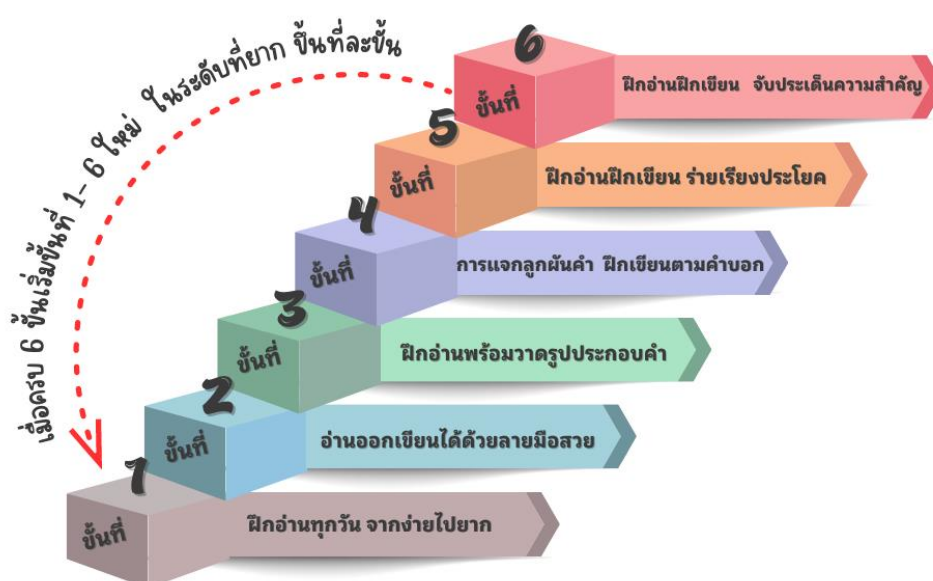 เมื่อครบ 6 ขั้นเริ่มขั้นที่ 1- 6 ใหม่ ในระดับที่ยาก ขึ้นที่ละขั้น
6
ขั้นที่
ฝึกอ่านฝึกเขียน จับประเด็นความสำคัญ
5
ขั้นที่
ฝึกอ่านฝึกเขียน ร่ายเรียงประโยค
4
ขั้นที่
การแจกลูกผันคำ ฝึกเขียนตามคำบอก
3
ขั้นที่
ฝึกอ่านพร้อมวาดรูปประกอบคำ
2
ขั้นที่
อ่านออกเขียนได้ด้วยลายมือสวย
1
ขั้นที่
ฝึกอ่านทุกวัน จากง่ายไปยาก